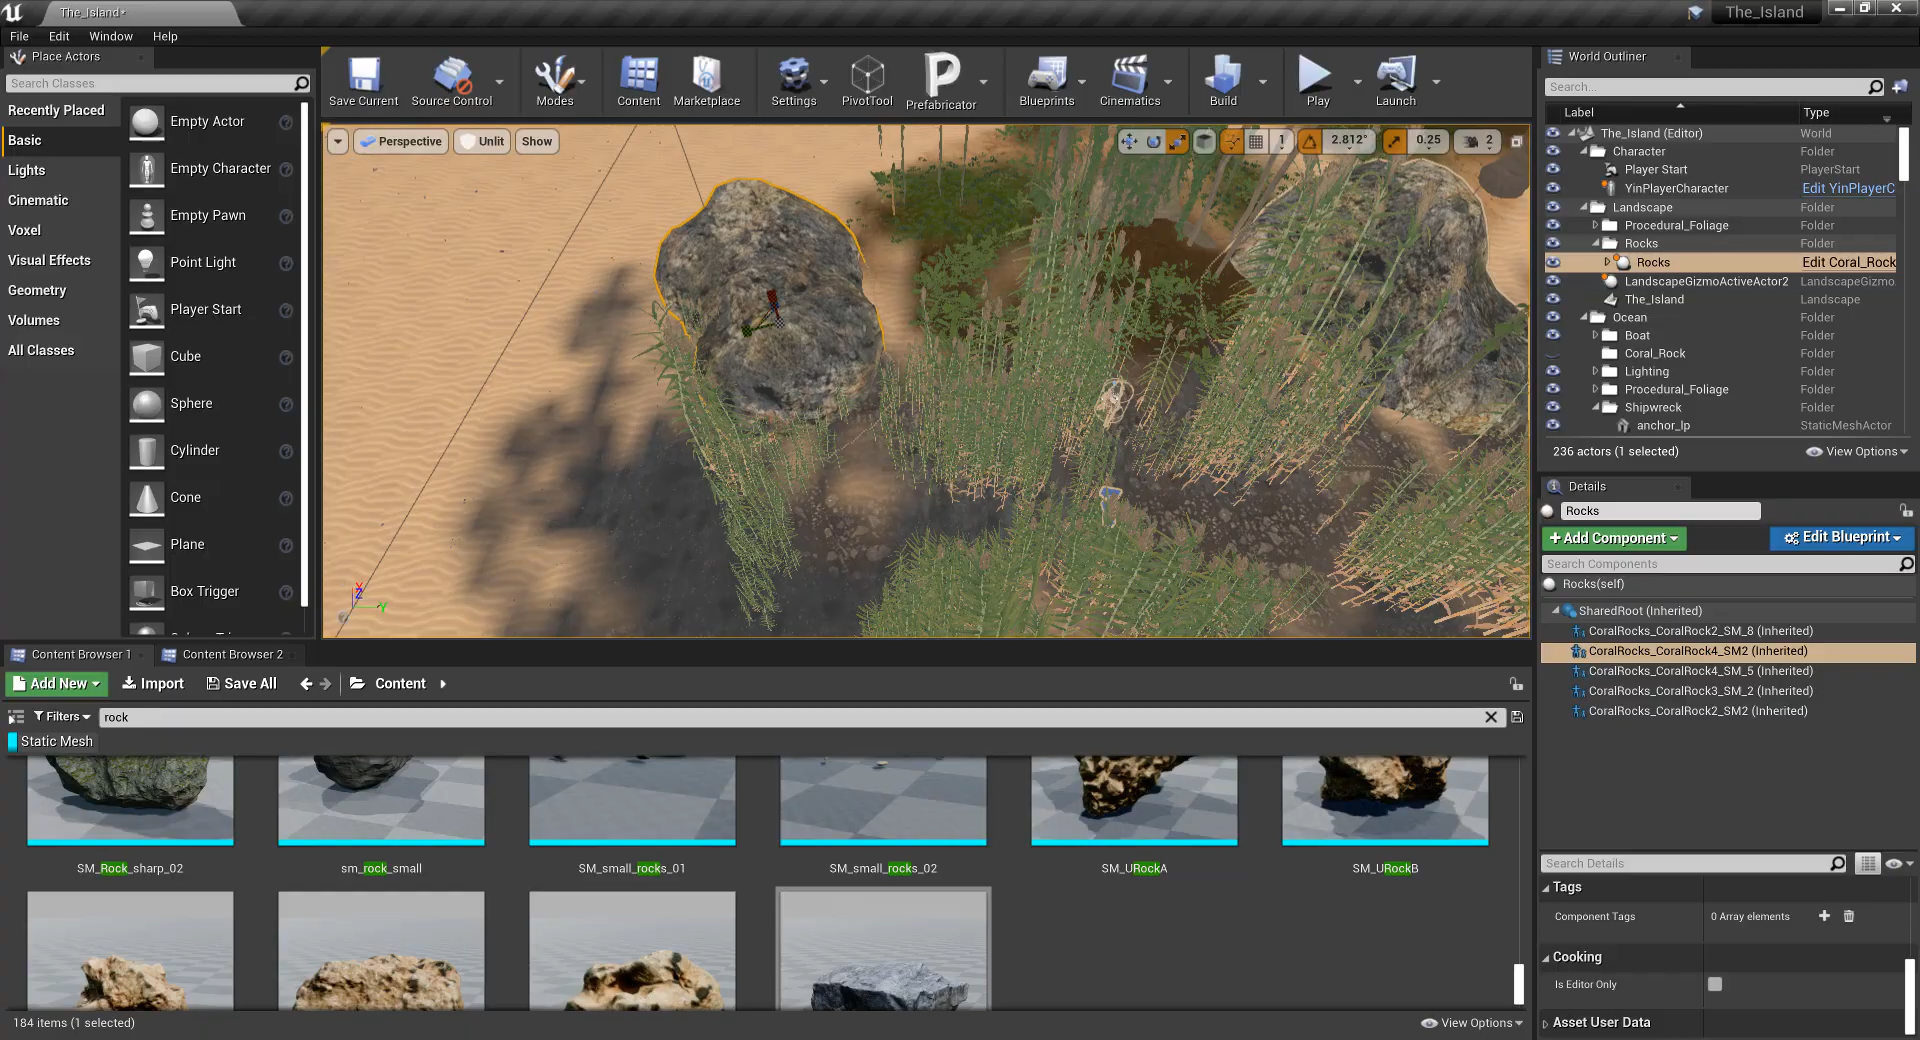 The_Island*
The_Island
File Edit Window Help
Place Actors
Search Classes
Recently Placed
Basic
Lights
Cinematic
Voxel
Visual Effects
Geometry
Volumes
All Classes
Empty Actor
Empty Character
Empty Pawn
Point Light
Player Start
Cube
Sphere
Cylinder
Cone
Plane
Box Trigger
Save Current
Source Control
Modes
Content
Marketplace
Settings
PivotTool
Prefabricator
Blueprints
Cinematics
Build
Play
Launch
Perspective
Unlit
Show
1
2.812°
0.25
2
X
Z
Y
World Outliner
Search...
Label Type
The_Island (Editor) World
Character Folder
Player Start PlayerStart
YinPlayerCharacter Edit YinPlayerC
Landscape Folder
Procedural_Foliage Folder
Rocks Folder
Rocks Edit Coral_Rock
LandscapeGizmoActiveActor2 LandscapeGizmo
The_Island Landscape
Ocean Folder
Boat Folder
Coral_Rock Folder
Lighting Folder
Procedural_Foliage Folder
Shipwreck Folder
anchor_lp StaticMeshActor
236 actors (1 selected) View Options
Details
Rocks
+Add Component
Edit Blueprint
Search Components
Rocks(self)
SharedRoot (Inherited)
CoralRocks_CoralRock2_SM_8 (Inherited)
CoralRocks_CoralRock4_SM2 (Inherited)
CoralRocks_CoralRock4_SM_5 (Inherited)
CoralRocks_CoralRock3_SM_2 (Inherited)
CoralRocks_CoralRock2_SM2 (Inherited)
Search Details
Tags
Component Tags 0 Array elements
Cooking
Is Editor Only
Asset User Data
Content Browser 1
Content Browser 2
Add New
Import
Save All
Content
Filters
rock
Static Mesh
SM_Rock_sharp_02
sm_rock_small
SM_small_rocks_01
SM_small_rocks_02
SM_URockA
SM_URockB
184 items (1 selected)
View Options